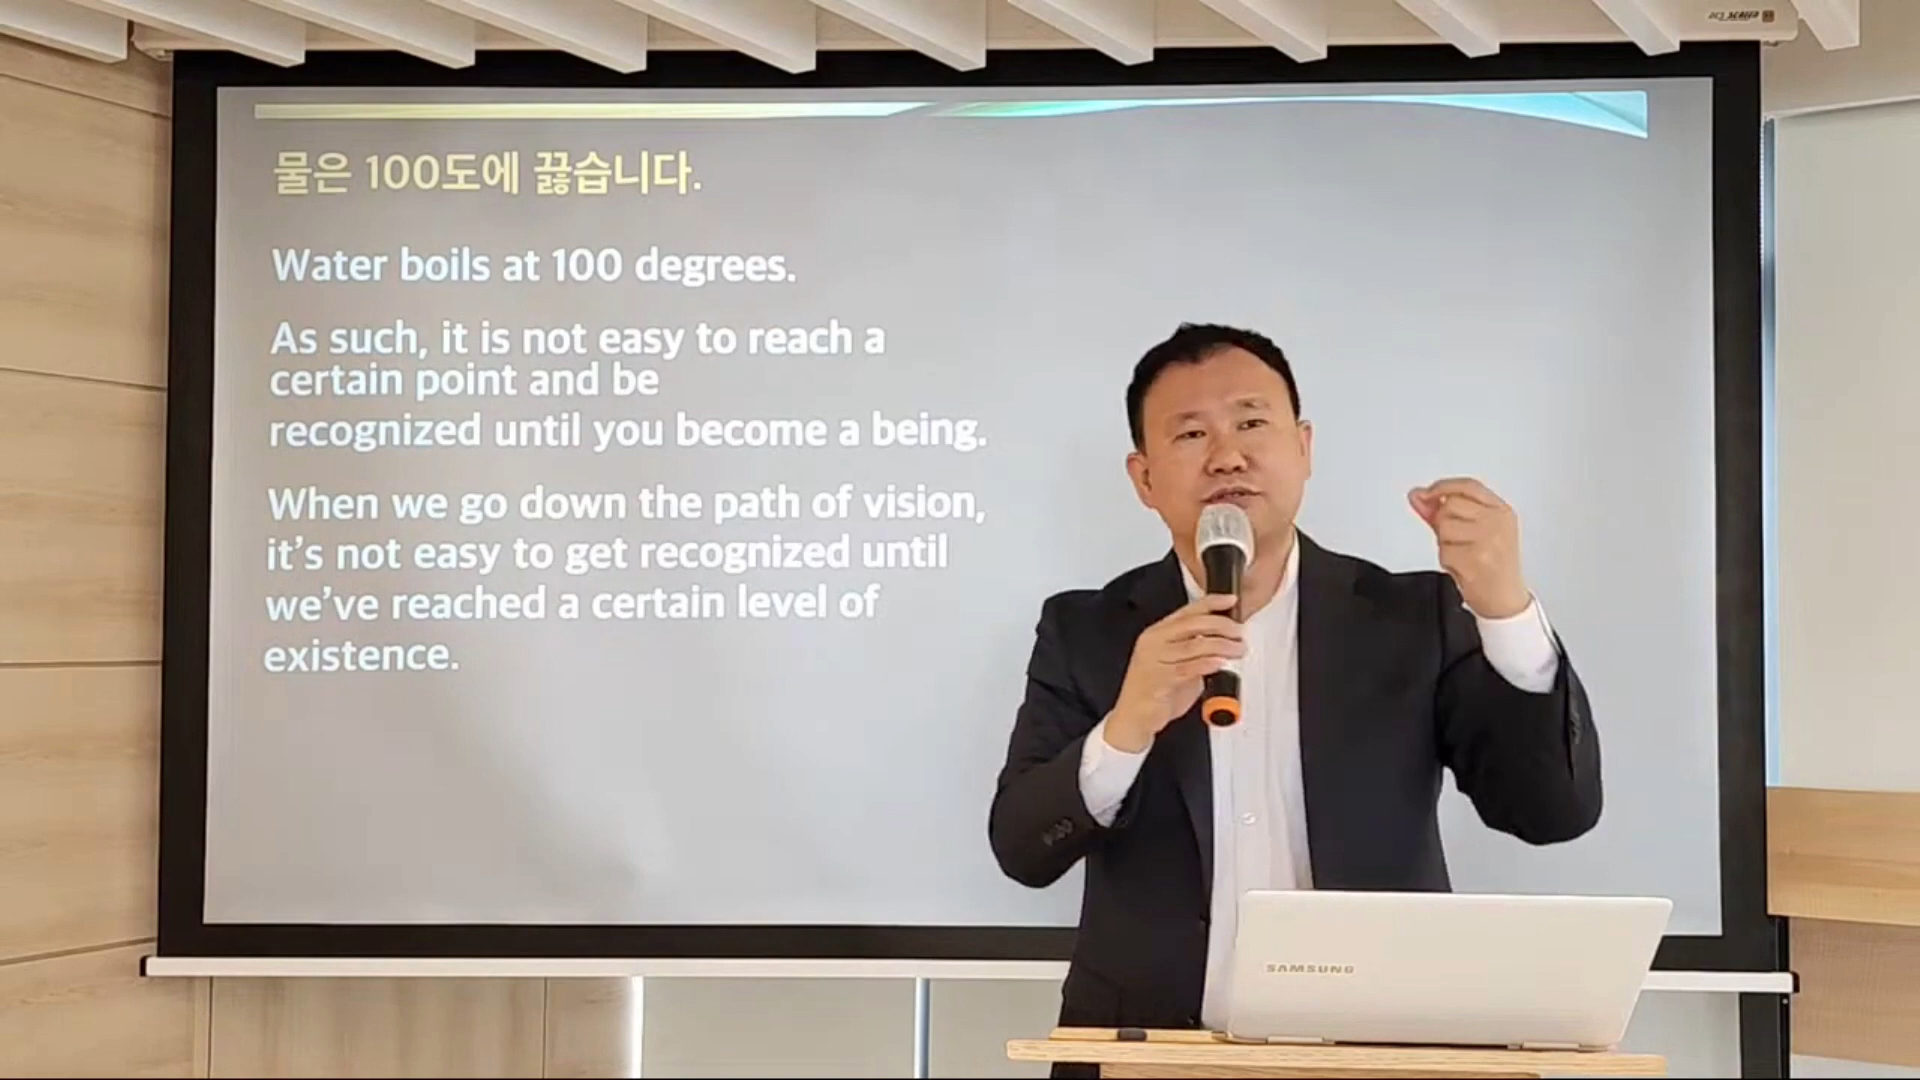 물은 100도에 끓습니다.
Water boils at 100 degrees.
As such, it is not easy to reach a
certain point and be
recognized until you become a being.
When we go down the path of vision,
it's not easy to get recognized until
we've reached a certain level of
existence.
SAMSUNG